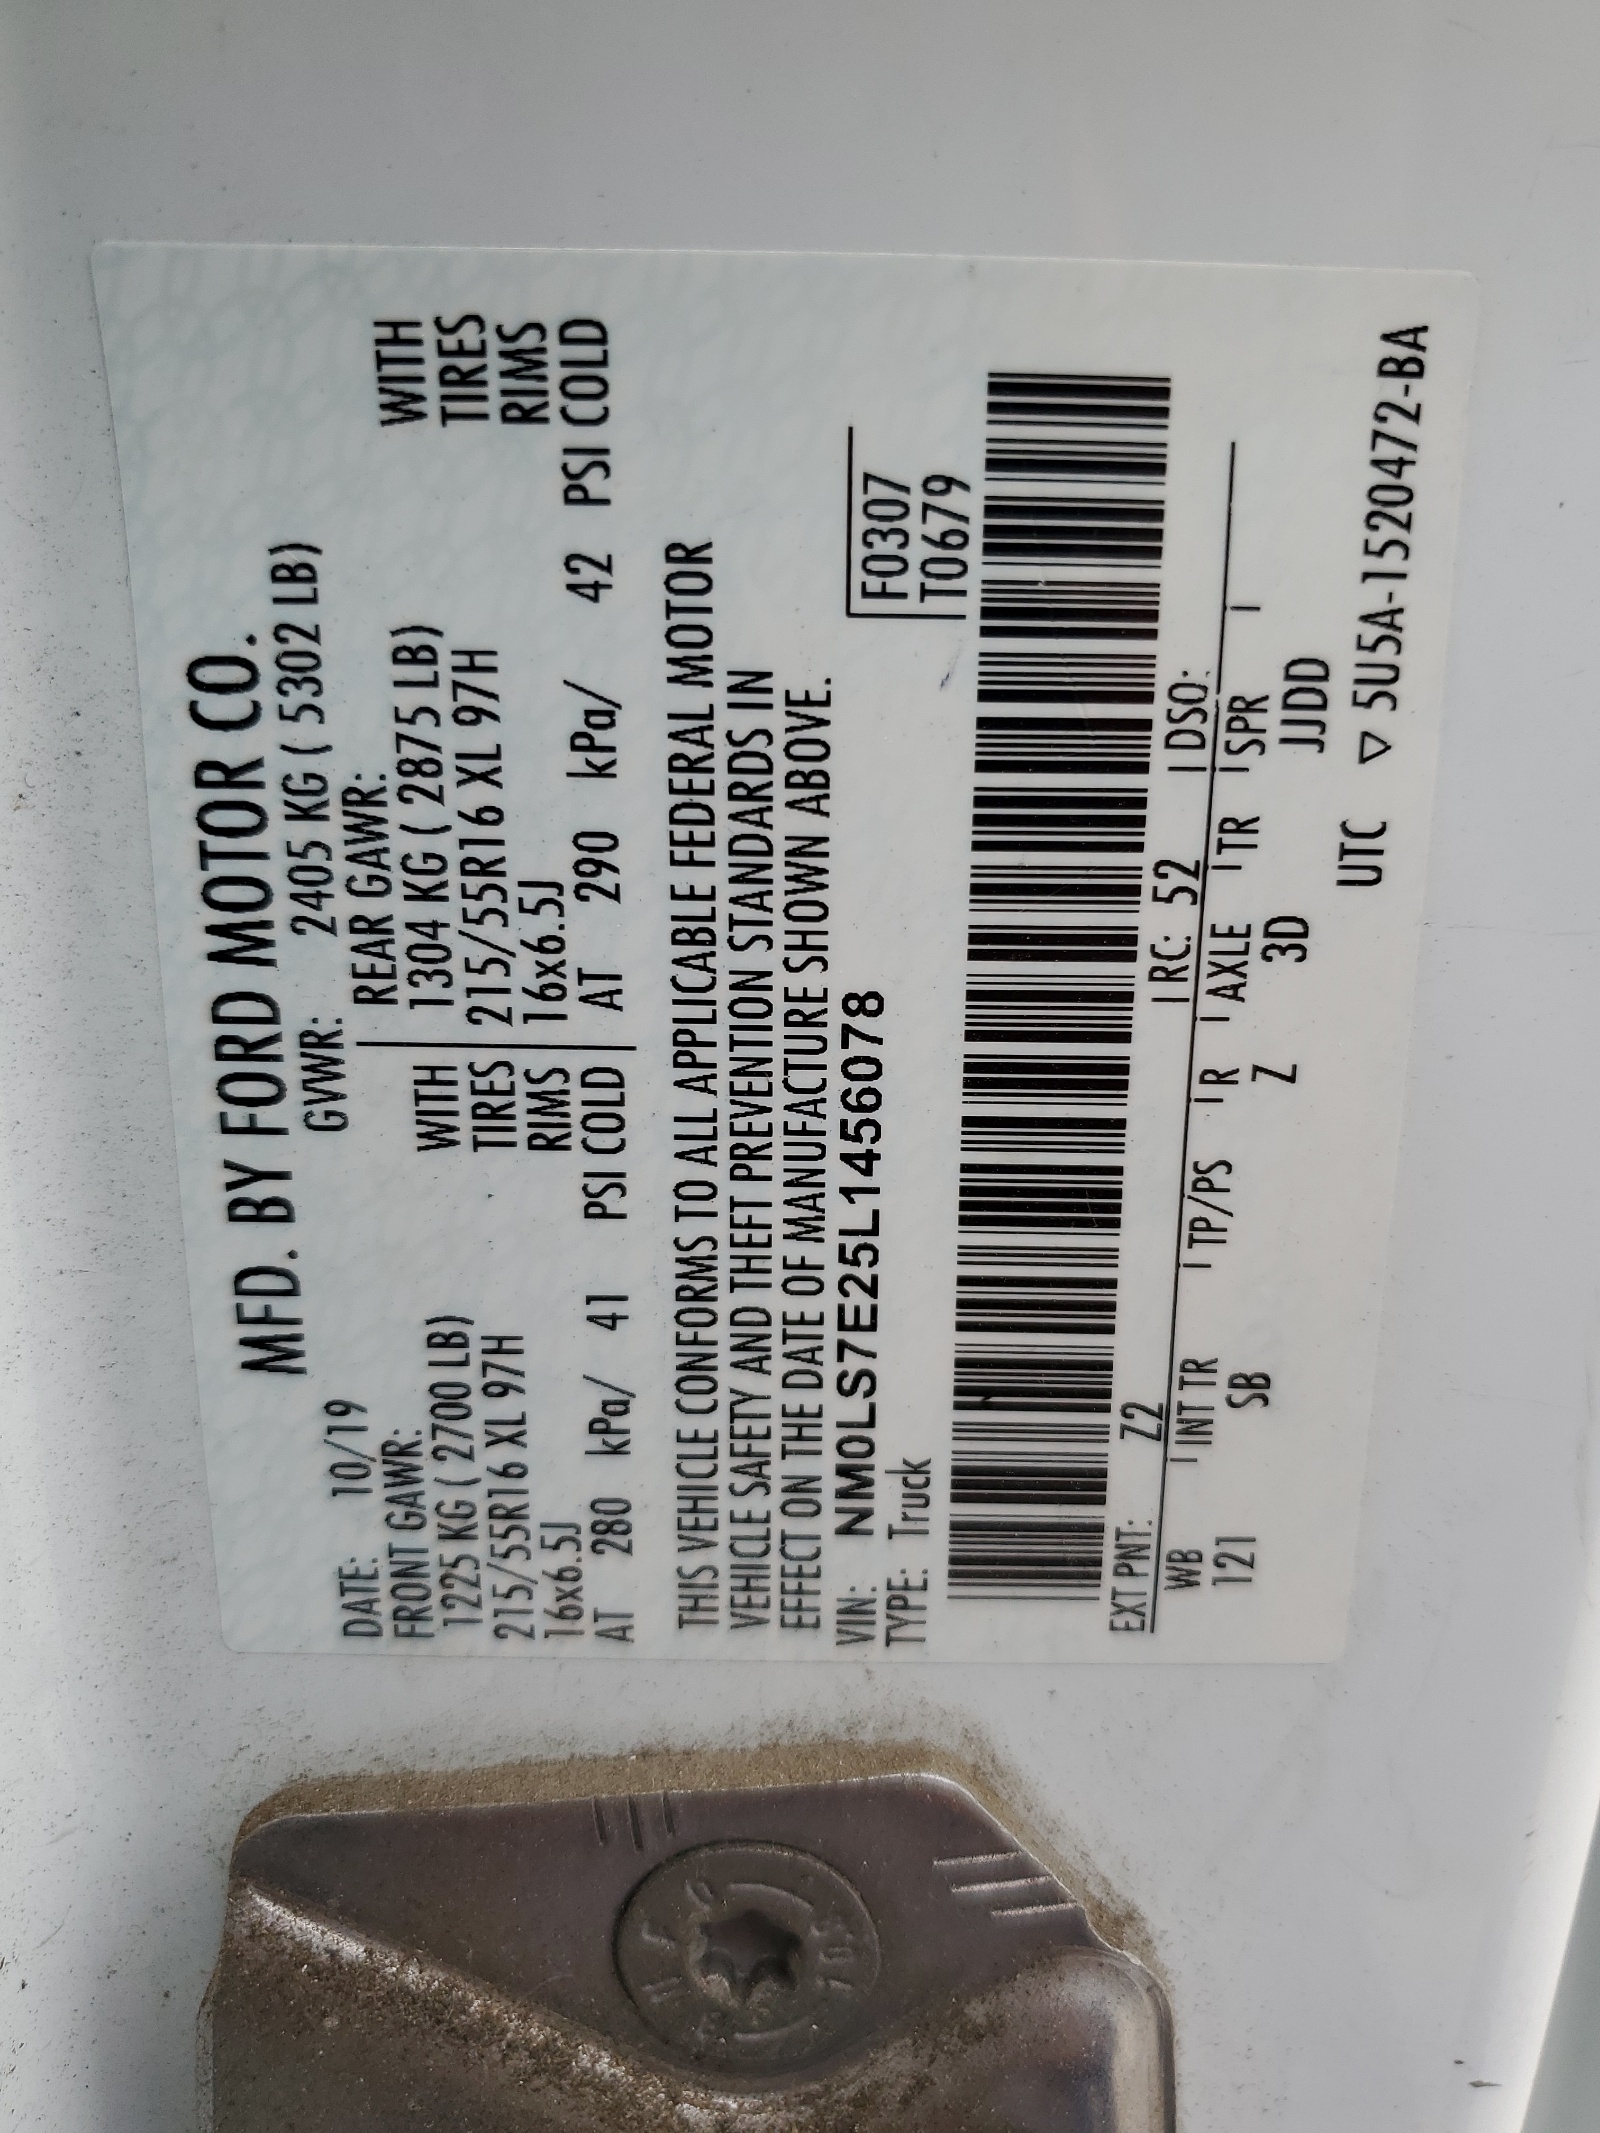 MFD. BY FORD MOTOR CO.
DATE: 10/19 GVWR: 2405 KG ( 5302 LB)
FRONT GAWR: REAR GAWR:
1225 KG ( 2700 LB) WITH 1304 KG ( 2875 LB) WITH
215/55R16 XL 97H TIRES 215/55R16 XL 97H TIRES
16x6.5J RIMS 16x6.5J RIMS
AT 280 kPa/ 41 PSI COLD AT 290 kPa/ 42 PSI COLD
THIS VEHICLE CONFORMS TO ALL APPLICABLE FEDERAL MOTOR
VEHICLE SAFETY AND THEFT PREVENTION STANDARDS IN
EFFECT ON THE DATE OF MANUFACTURE SHOWN ABOVE.
VIN: NM0LS7E25L1456078 F0307
TYPE: Truck T0679
EXT PNT: Z2 RC: 52 DSO:
WB INT TR TP/PS R AXLE TR SPR
121 SB Z 3D JJDD
UTC ▽ 5U5A-1520472-BA